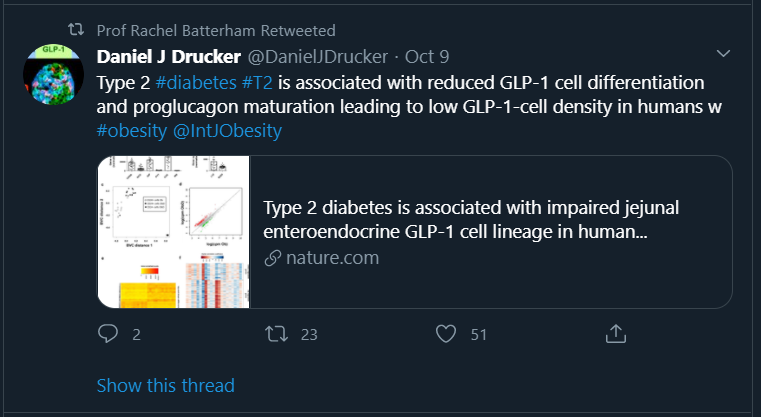 Prof Rachel Batterham Retweeted
GLP-1
Daniel J Drucker @DanielJDrucker · Oct 9
Type 2 #diabetes #T2 is associated with reduced GLP-1 cell differentiation
and proglucagon maturation leading to low GLP-1-cell density in humans w
#obesity @IntJObesity
BVC distance 1
Type 2 diabetes is associated with impaired jejunal
enteroendocrine GLP-1 cell lineage in human...
nature.com
2 23 51
Show this thread